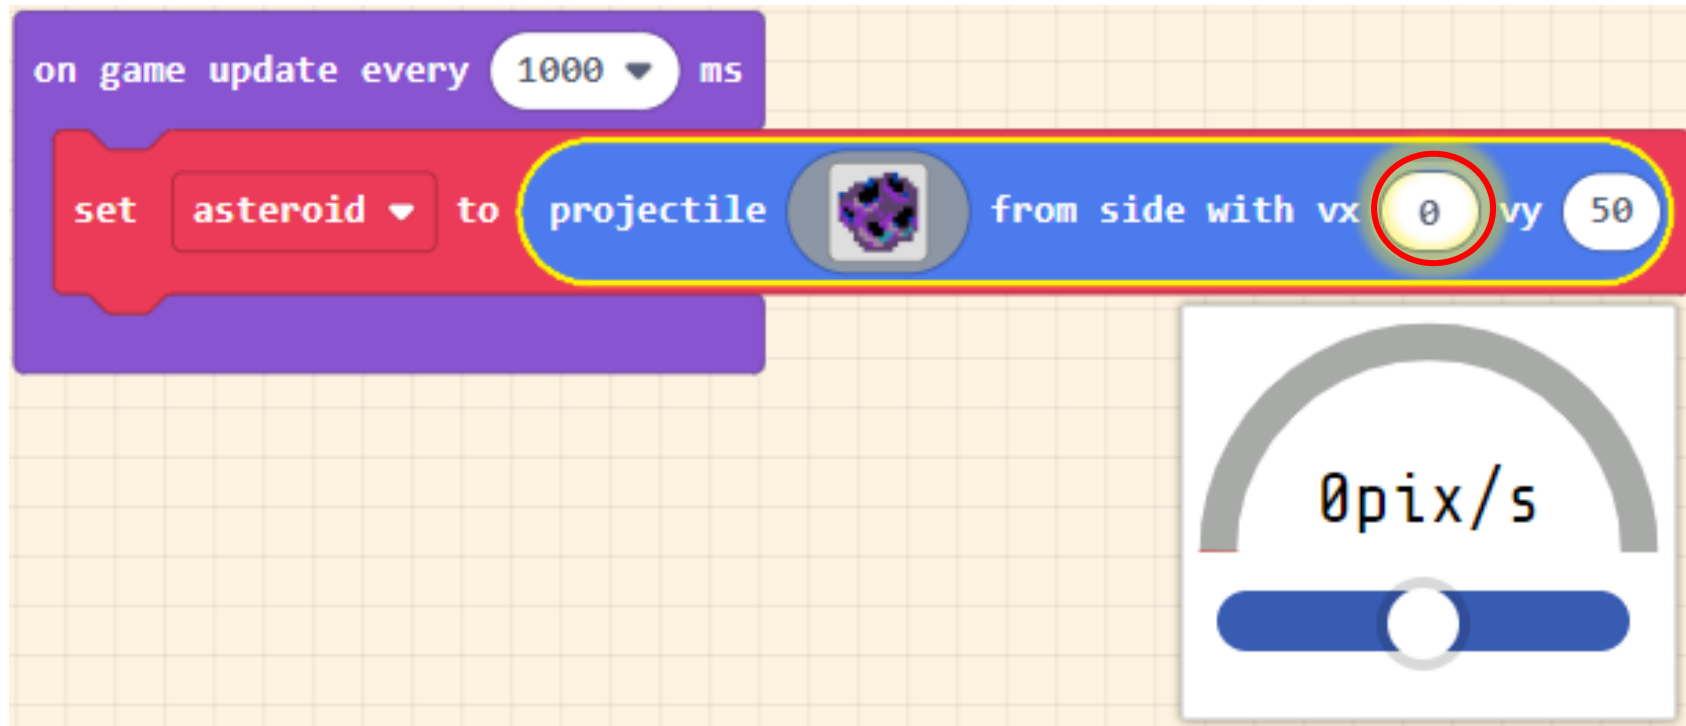 on game update every 1000 ms
set asteroid to projectile from side with vx 0 vy 50
0pix/s